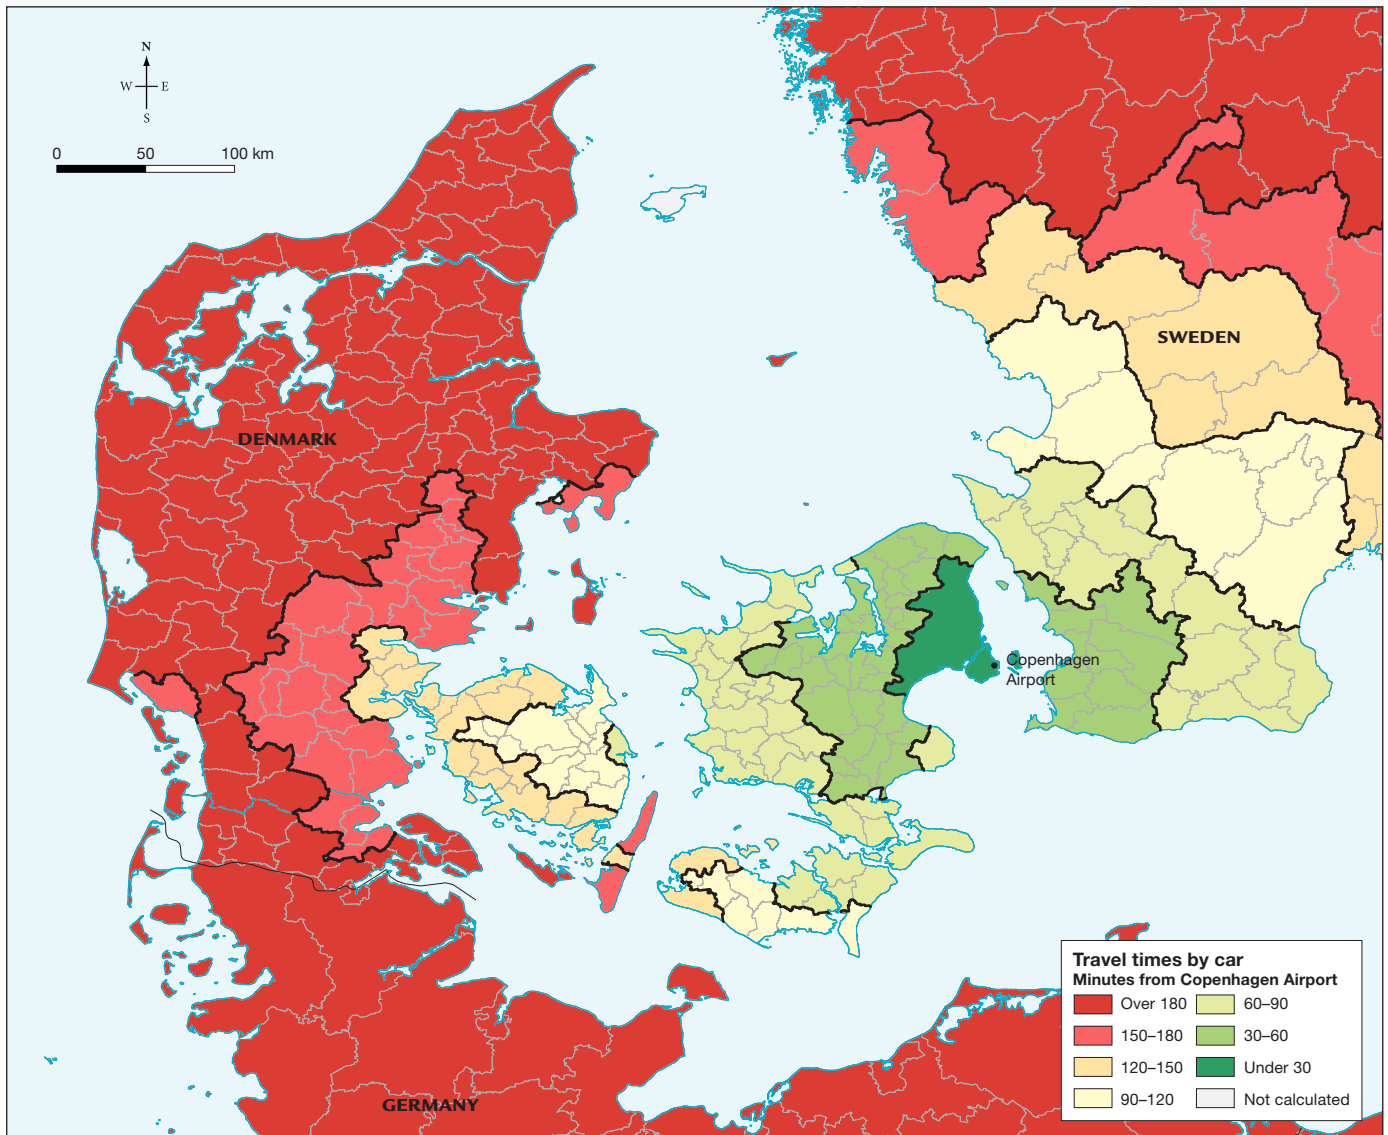 N
W E
S
0 50 100 km
SWEDEN
DENMARK
Copenhagen
Airport
GERMANY
Travel times by car
Minutes from Copenhagen Airport
Over 180
60–90
150–180
30–60
120–150
Under 30
90–120
Not calculated